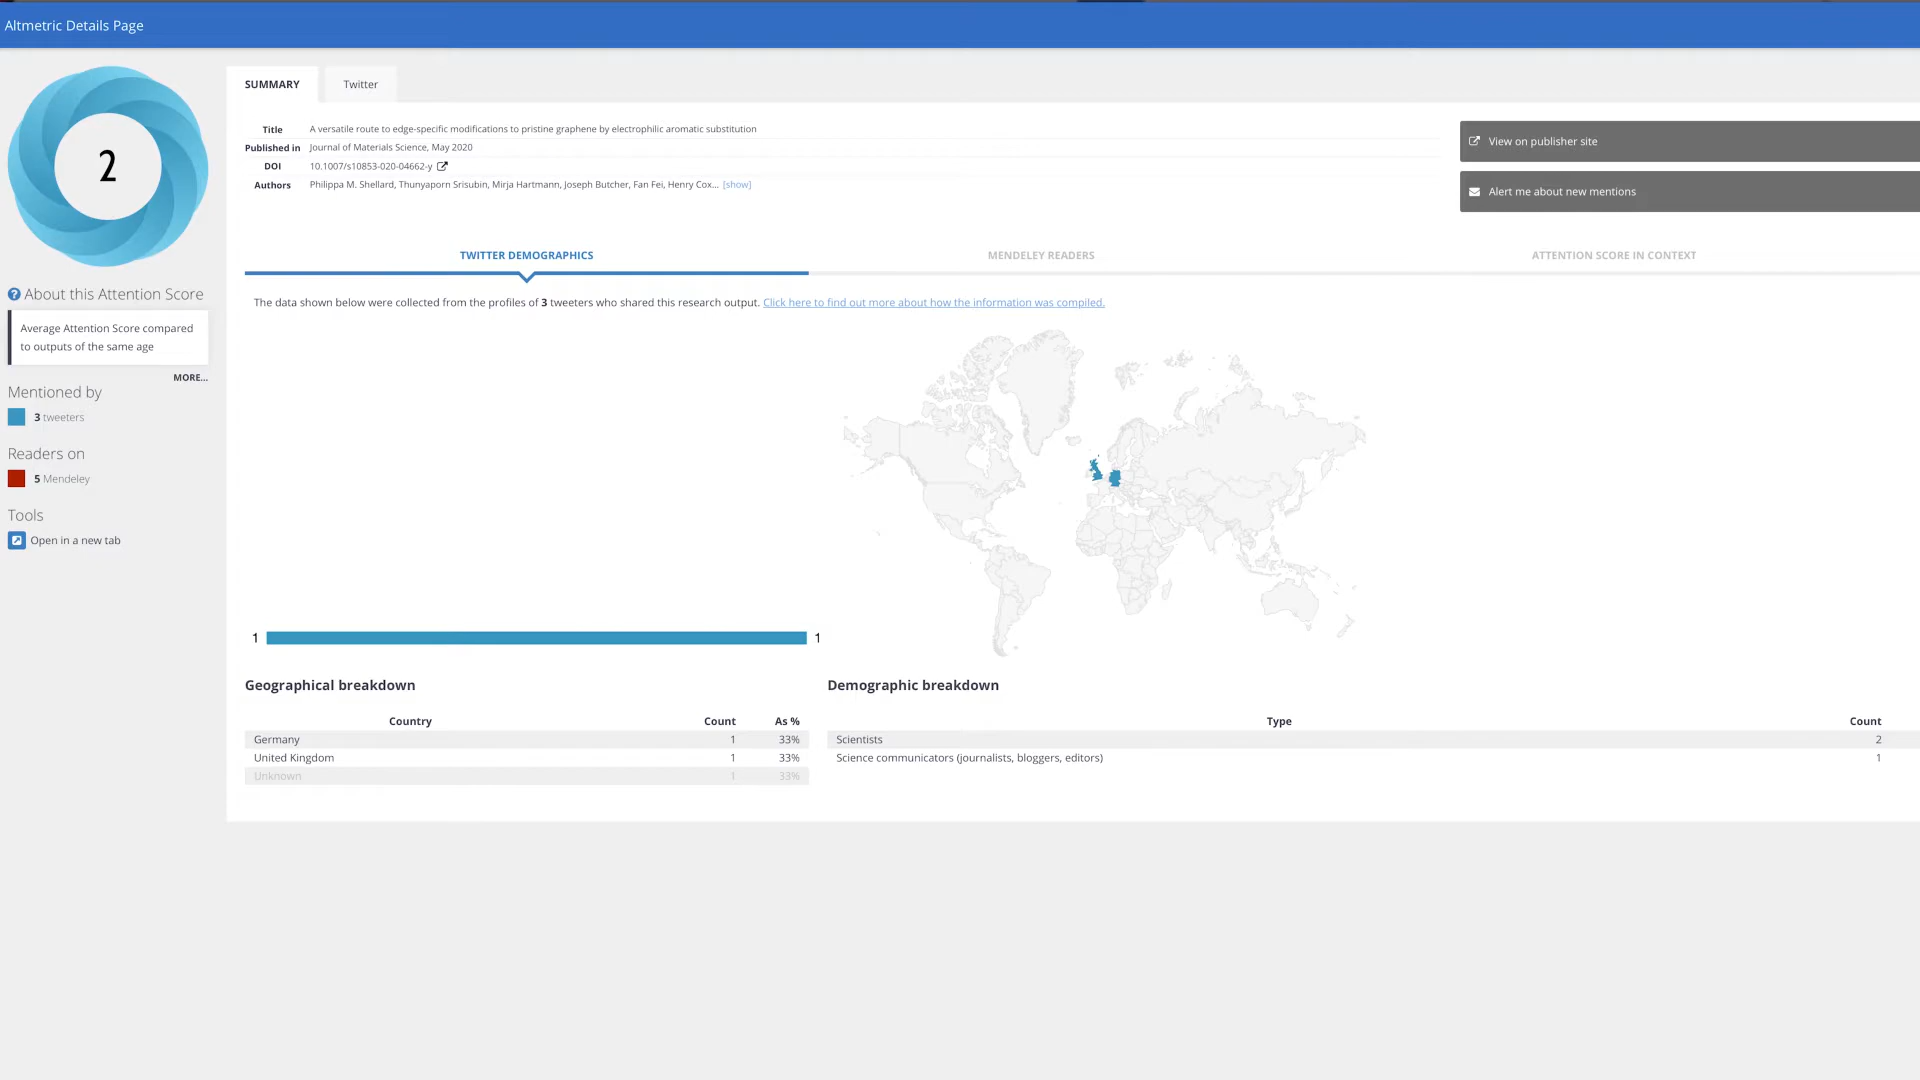 Altmetric Details Page
SUMMARY
Twitter
2
Title A versatile route to edge-specific modifications to pristine graphene by electrophilic aromatic substitution
Published in Journal of Materials Science, May 2020
DOI 10.1007/s10853-020-04662-y
Authors Philippa M. Shellard, Thunyaporn Srisubin, Mirja Hartmann, Joseph Butcher, Fan Fei, Henry Cox… [show]
View on publisher site
Alert me about new mentions
About this Attention Score
Average Attention Score compared
to outputs of the same age
MORE...
Mentioned by
3 tweeters
Readers on
5 Mendeley
Tools
Open in a new tab
TWITTER DEMOGRAPHICS
MENDELEY READERS
ATTENTION SCORE IN CONTEXT
The data shown below were collected from the profiles of 3 tweeters who shared this research output. Click here to find out more about how the information was compiled.
1 1
Geographical breakdown
Country Count As %
Germany 1 33%
United Kingdom 1 33%
Unknown 1 33%
Demographic breakdown
Type Count
Scientists 2
Science communicators (journalists, bloggers, editors) 1